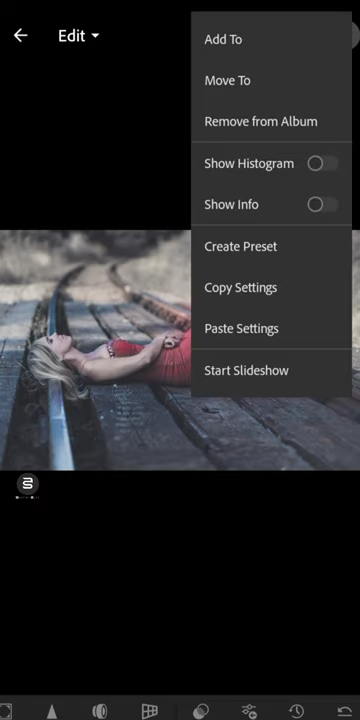 Edit
Add To
Move To
Remove from Album
Show Histogram
Show Info
Create Preset
Copy Settings
Paste Settings
Start Slideshow